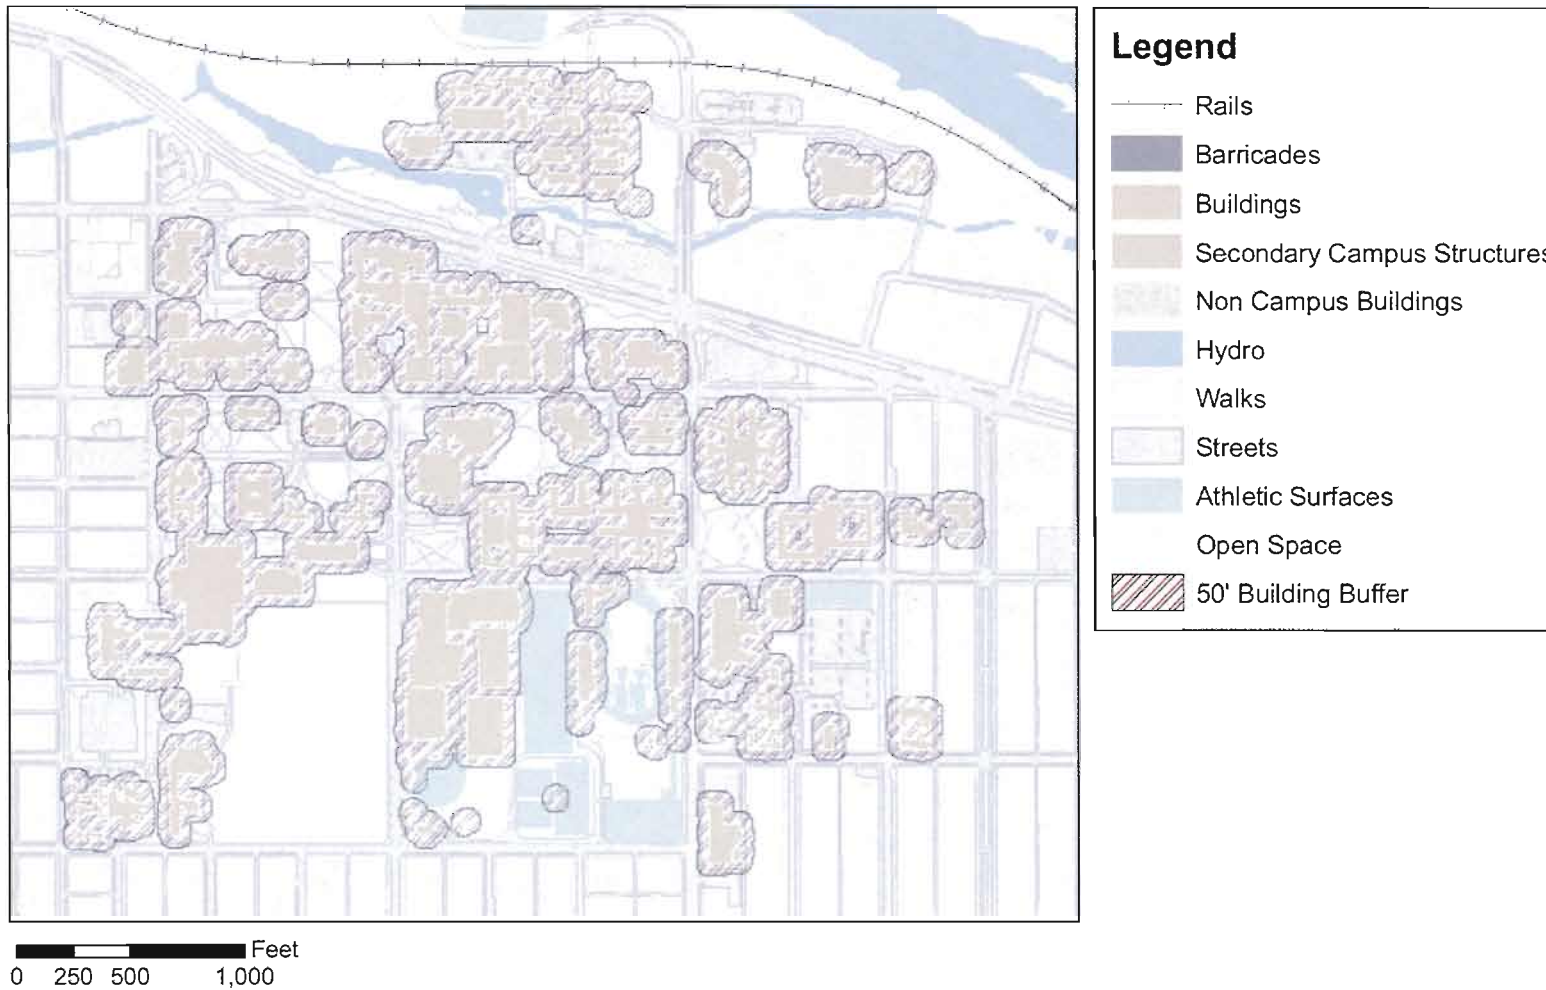 Legend
Rails
Barricades
Buildings
Secondary Campus Structures
Non Campus Buildings
Hydro
Walks
Streets
Athletic Surfaces
Open Space
50' Building Buffer
Feet
0 250 500 1,000